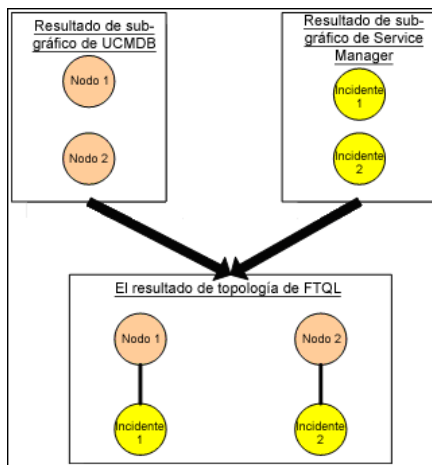 Resultado de sub-
gráfico de UCMDB
Nodo 1
Nodo 2
Resultado de sub-
gráfico de Service
Manager
Incidente
1
Incidente
2
El resultado de topología de FTQL
Nodo 1
Nodo 2
Incidente
1
Incidente
2